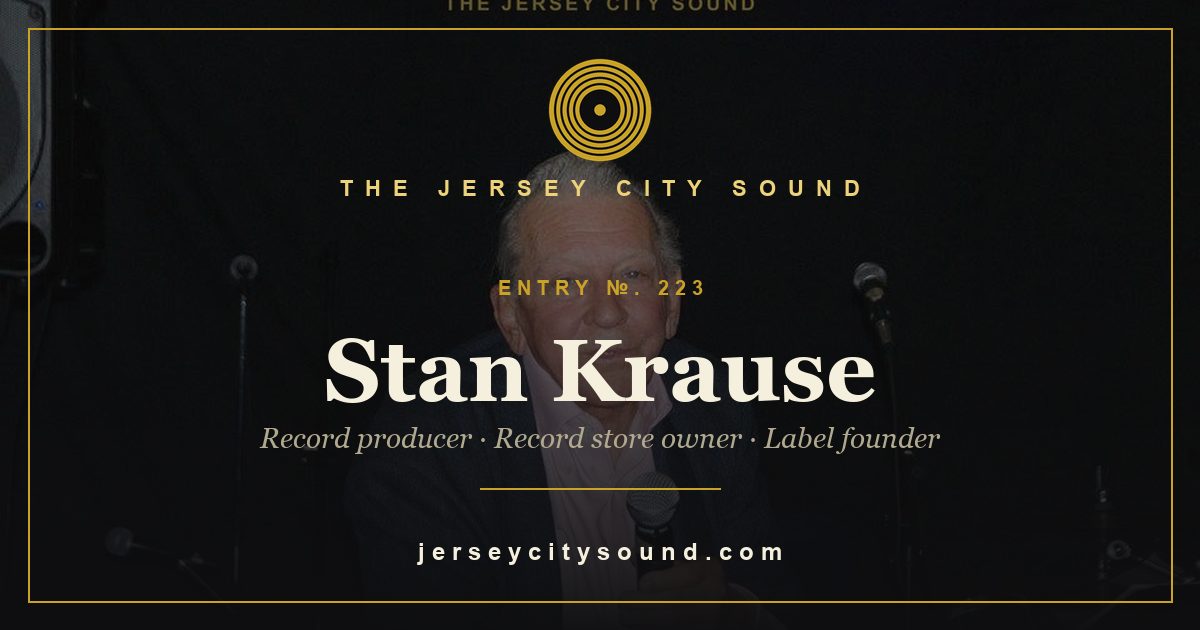 THE JERSEY CITY SOUND
THE JERSEY CITY SOUND
ENTRY №. 223
Stan Krause
Record producer · Record store owner · Label founder
jerseycitysound.com